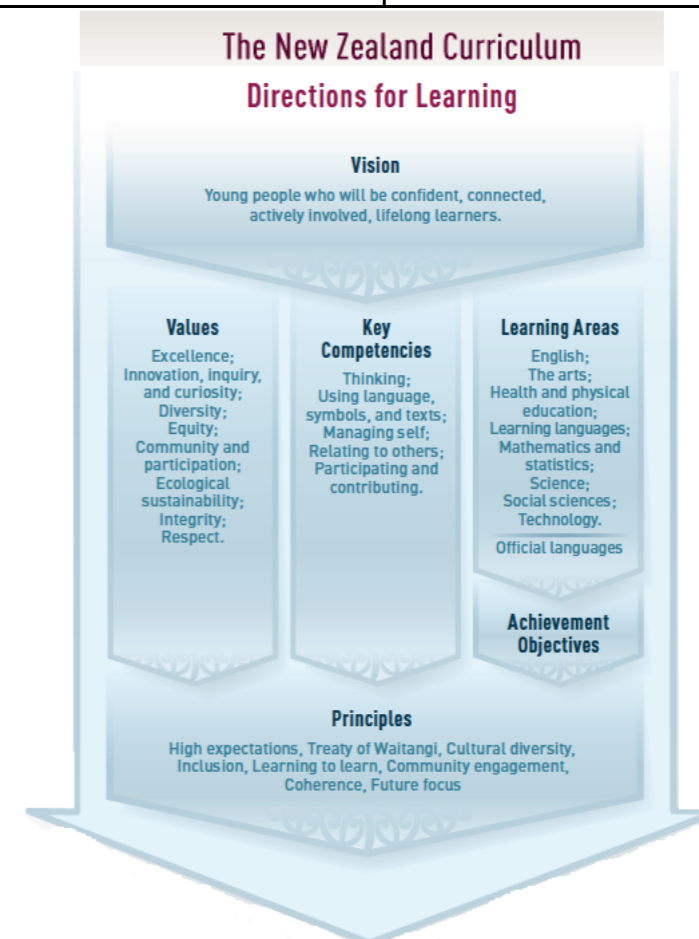 The New Zealand Curriculum
Directions for Learning
Vision
Young people who will be confident, connected,
actively involved, lifelong learners.
Values
Excellence;
Innovation, inquiry,
and curiosity;
Diversity;
Equity;
Community and
participation;
Ecological
sustainability;
Integrity;
Respect.
Key
Competencies
Thinking;
Using language,
symbols, and texts;
Managing self;
Relating to others;
Participating and
contributing.
Learning Areas
English;
The arts;
Health and physical
education;
Learning languages;
Mathematics and
statistics;
Science;
Social sciences;
Technology.
Official languages
Achievement
Objectives
Principles
High expectations, Treaty of Waitangi, Cultural diversity,
Inclusion, Learning to learn, Community engagement,
Coherence, Future focus